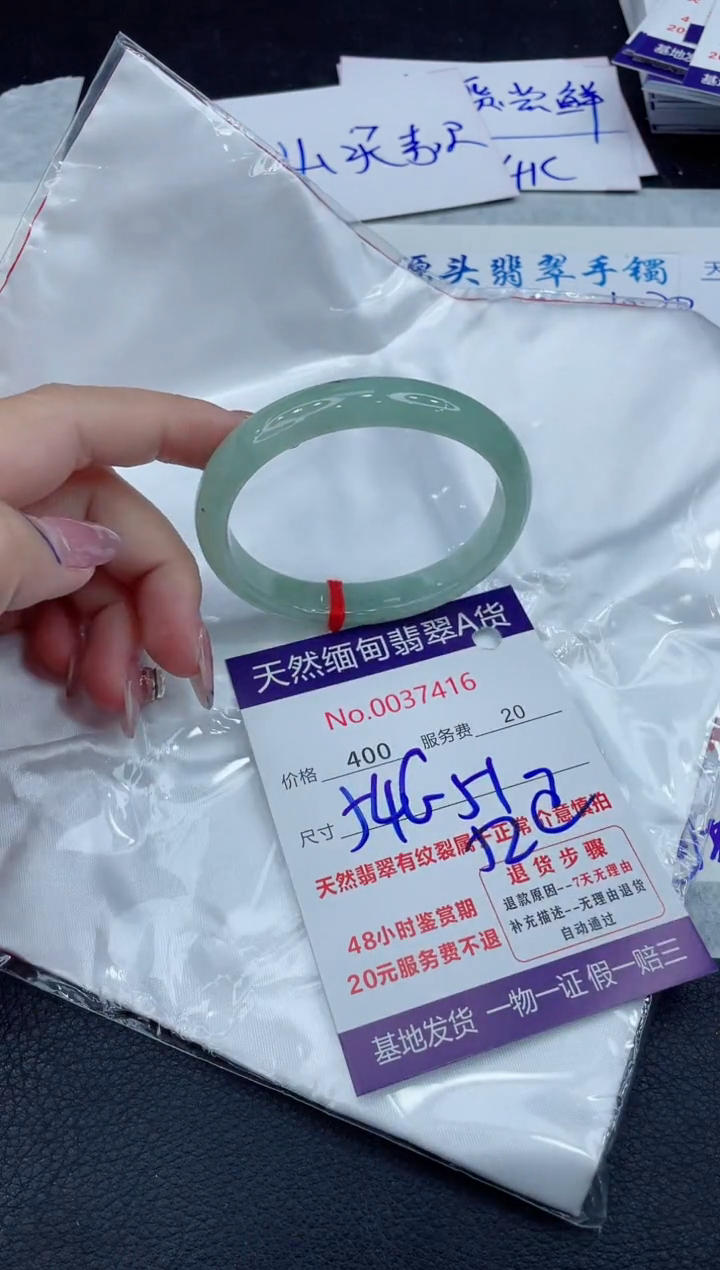 货尝鲜
源头翡翠手镯
天然缅甸翡翠A货
No.0037416
价格 400 服务费 20
尺寸
天然翡翠有纹裂属于正常 介意慎拍
退货步骤
退款原因--7天无理由
补充描述--无理由退货
自动通过
48小时鉴赏期
20元服务费不退
基地发货 一物一证 假一赔三